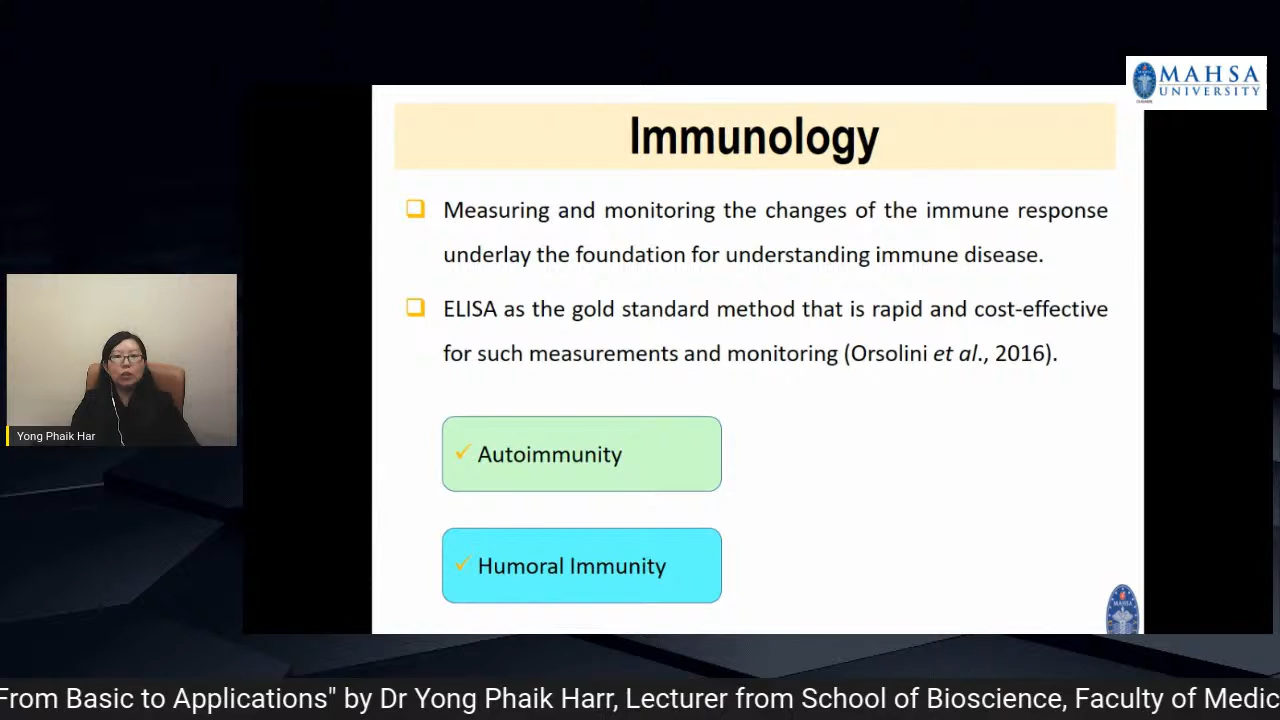 MAHSA
UNIVERSITY
Immunology
Measuring and monitoring the changes of the immune response
underlay the foundation for understanding immune disease.
ELISA as the gold standard method that is rapid and cost-effective
for such measurements and monitoring (Orsolini et al., 2016).
✓ Autoimmunity
✓ Humoral Immunity
Yong Phaik Har
MAHSA
From Basic to Applications" by Dr Yong Phaik Harr, Lecturer from School of Bioscience, Faculty of Medic